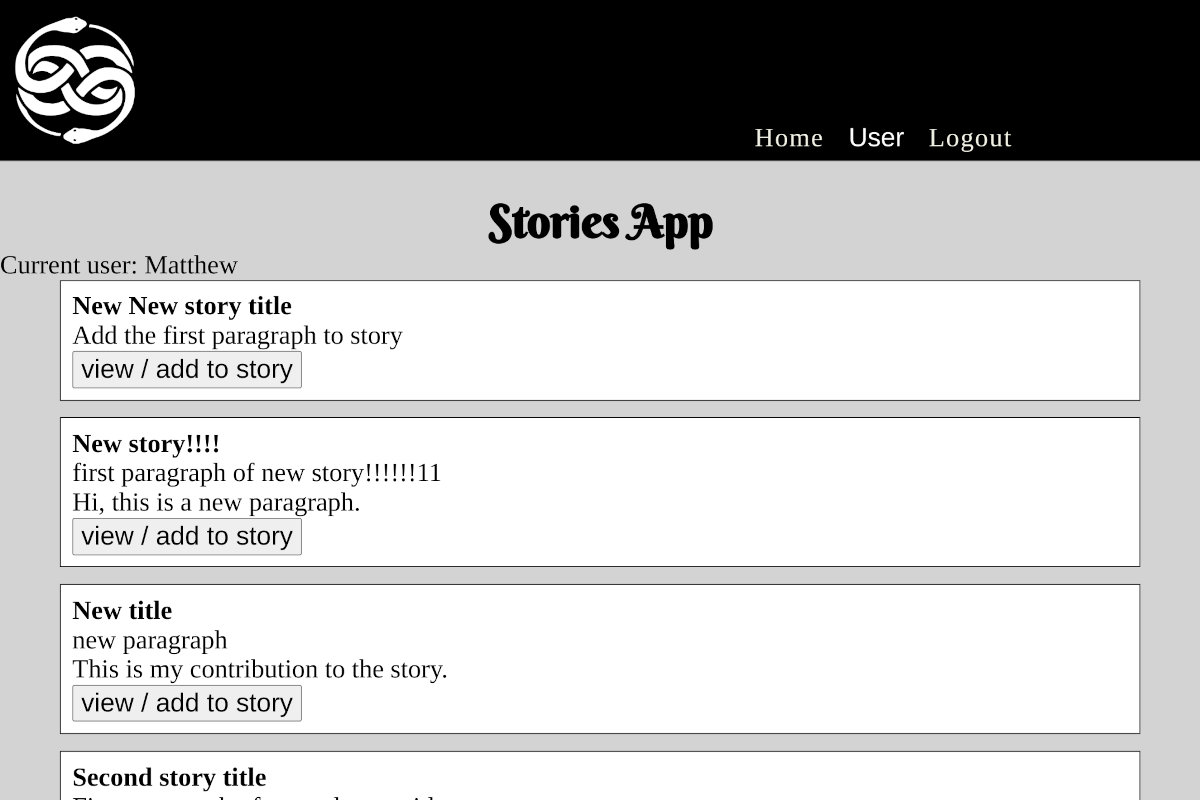 Home User Logout
Stories App
Current user: Matthew
New New story title
Add the first paragraph to story
view / add to story
New story!!!!
first paragraph of new story!!!!!!11
Hi, this is a new paragraph.
view / add to story
New title
new paragraph
This is my contribution to the story.
view / add to story
Second story title